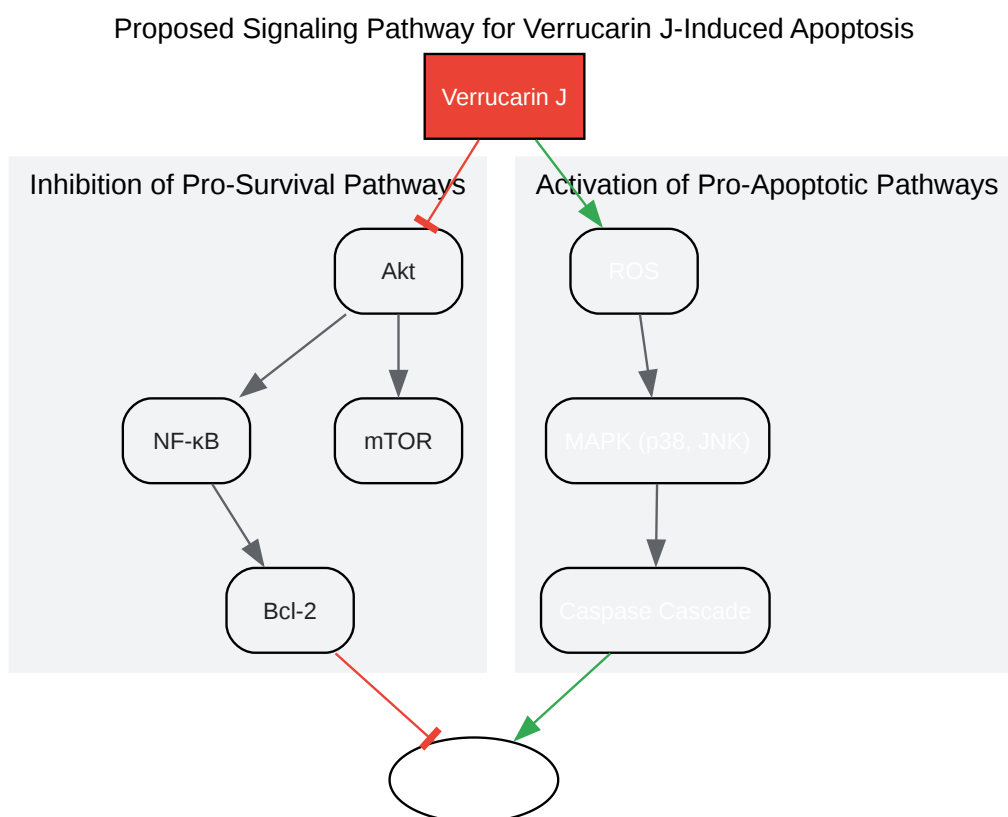 Proposed Signaling Pathway for Verrucarin J-Induced Apoptosis
Verrucarin J
Inhibition of Pro-Survival Pathways
Activation of Pro-Apoptotic Pathways
Akt
ROS
NF-κB
mTOR
MAPK (p38, JNK)
Bcl-2
Caspase Cascade